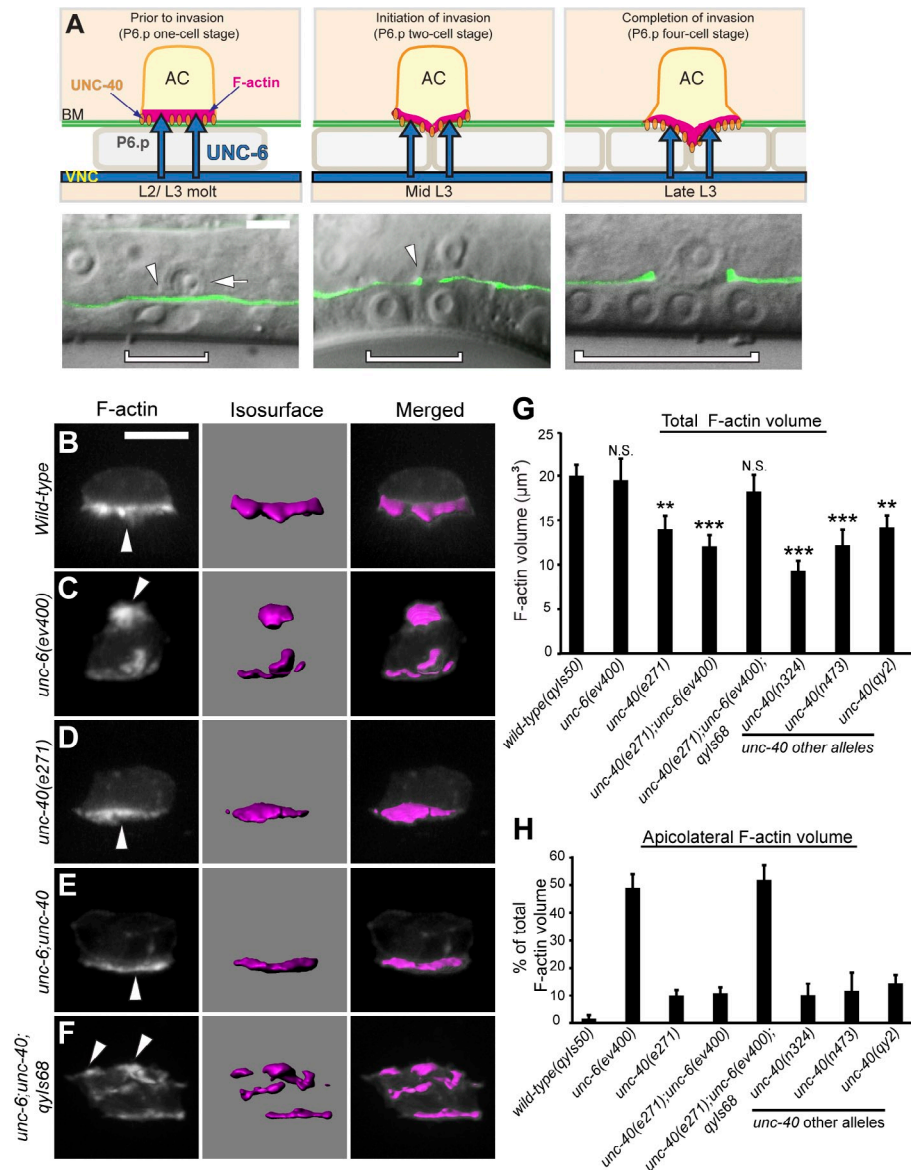 A
Prior to invasion
(P6.p one-cell stage)
Initiation of invasion
(P6.p two-cell stage)
Completion of invasion
(P6.p four-cell stage)
UNC-40
AC
F-actin
AC
AC
BM
P6.p
UNC-6
VNC
L2/ L3 molt
Mid L3
Late L3
F-actin
Isosurface
Merged
B
Wild-type
C
unc-6(ev400)
D
unc-40(e271)
E
unc-6;unc-40
F
unc-6;unc-40;
qyIs68
G
Total F-actin volume
F-actin volume (µm³)
25
20
15
10
5
0
N.S.
**
***
N.S.
***
***
**
wild-type(qyIs50)
unc-6(ev400)
unc-40(e271)
unc-40(e271);unc-6(ev400)
unc-40(e271);unc-6(ev400);
qyIs68
unc-40(n324)
unc-40(n473)
unc-40(qy2)
unc-40 other alleles
H
Apicolateral F-actin volume
% of total
F-actin volume
60
50
40
30
20
10
0
wild-type(qyIs50)
unc-6(ev400)
unc-40(e271)
unc-40(e271);unc-6(ev400)
unc-40(e271);unc-6(ev400);
qyIs68
unc-40(n324)
unc-40(n473)
unc-40(qy2)
unc-40 other alleles